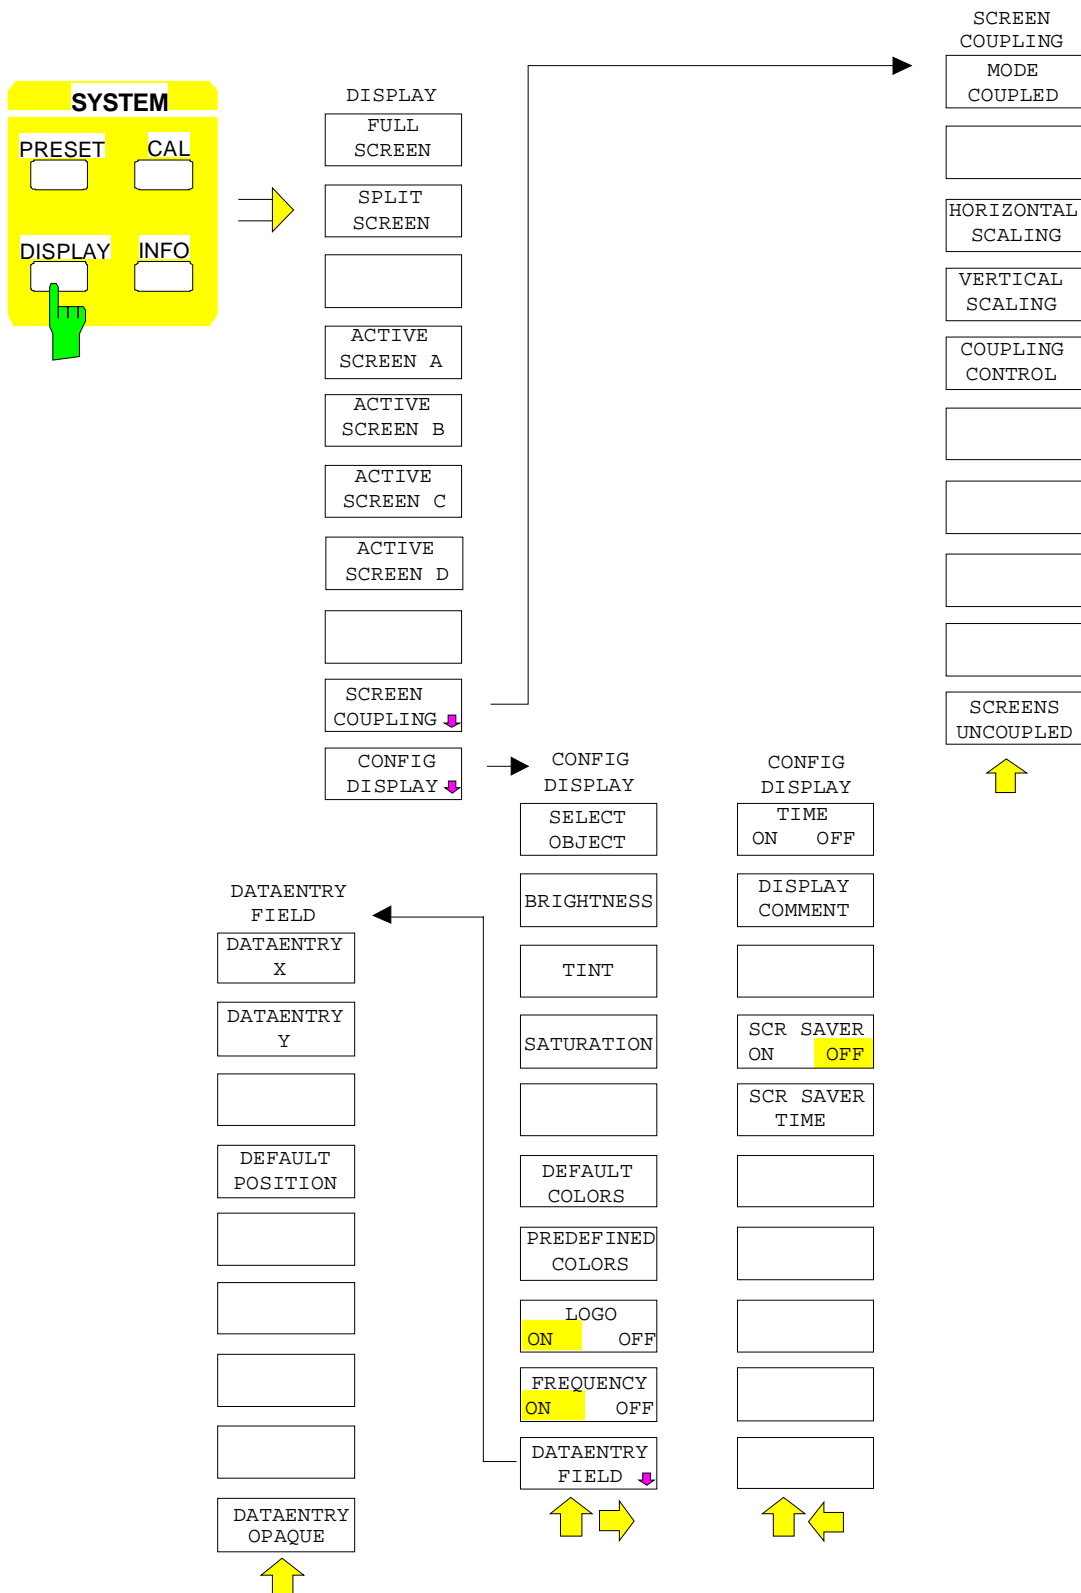 SYSTEM
PRESET
CAL
DISPLAY
INFO
DISPLAY
FULL
SCREEN
SPLIT
SCREEN
ACTIVE
SCREEN A
ACTIVE
SCREEN B
ACTIVE
SCREEN C
ACTIVE
SCREEN D
SCREEN
COUPLING
CONFIG
DISPLAY
SCREEN
COUPLING
MODE
COUPLED
HORIZONTAL
SCALING
VERTICAL
SCALING
COUPLING
CONTROL
SCREENS
UNCOUPLED
CONFIG
DISPLAY
SELECT
OBJECT
BRIGHTNESS
TINT
SATURATION
DEFAULT
COLORS
PREDEFINED
COLORS
LOGO
ON OFF
FREQUENCY
ON OFF
DATAENTRY
FIELD
CONFIG
DISPLAY
TIME
ON OFF
DISPLAY
COMMENT
SCR SAVER
ON OFF
SCR SAVER
TIME
DATAENTRY
FIELD
DATAENTRY
X
DATAENTRY
Y
DEFAULT
POSITION
DATAENTRY
OPAQUE